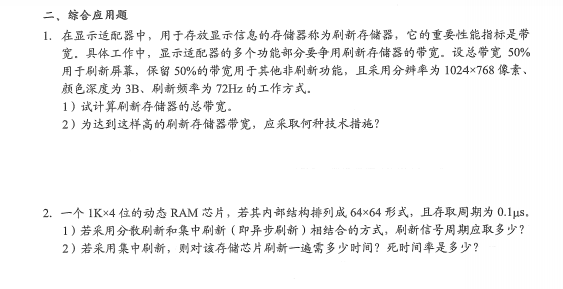 二、综合应用题
1. 在显示适配器中，用于存放显示信息的存储器称为刷新存储器，它的重要性能指标是带
宽。具体工作中，显示适配器的多个功能部分要争用刷新存储器的带宽。设总带宽 50%
用于刷新屏幕，保留 50%的带宽用于其他非刷新功能，且采用分辨率为 1024×768 像素、
颜色深度为 3B、刷新频率为 72Hz 的工作方式。
1）试计算刷新存储器的总带宽。
2）为达到这样高的刷新存储器带宽，应采取何种技术措施？
2. 一个 1K×4 位的动态 RAM 芯片，若其内部结构排列成 64×64 形式，且存取周期为 0.1μs。
1）若采用分散刷新和集中刷新（即异步刷新）相结合的方式，刷新信号周期应取多少？
2）若采用集中刷新，则对该存储芯片刷新一遍需多少时间？死时间率是多少？